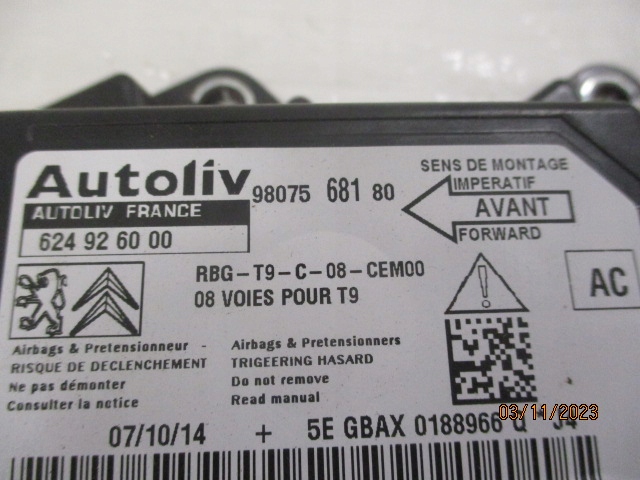 Autoliv 98075 681 80
AUTOLIV FRANCE
624 92 60 00
SENS DE MONTAGE
IMPERATIF
AVANT
FORWARD
RBG-T9-C-08-CEM00
08 VOIES POUR T9
AC
Airbags & Pretensionneur -
RISQUE DE DECLENCHEMENT
Ne pas démonter
Consulter la notice
Airbags & Pretensionners
TRIGEERING HASARD
Do not remove
Read manual
03/11/2023
07/10/14 + 5E GBAX 0188966 Q J4